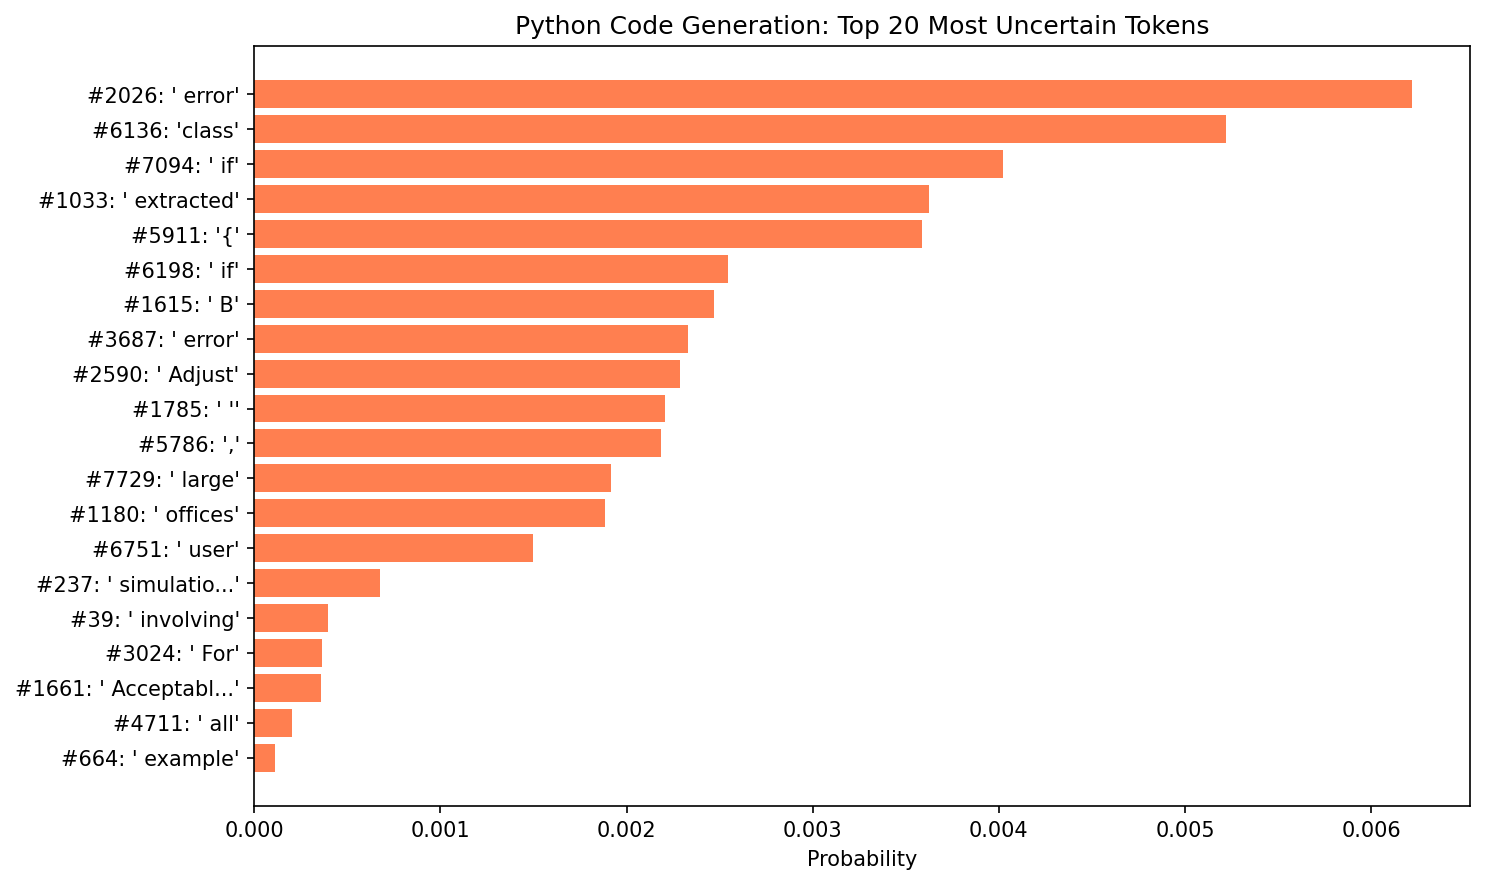 Python Code Generation: Top 20 Most Uncertain Tokens
#2026: ' error'
#6136: 'class'
#7094: ' if'
#1033: ' extracted'
#5911: '{'
#6198: ' if'
#1615: ' B'
#3687: ' error'
#2590: ' Adjust'
#1785: ' ''
#5786: ','
#7729: ' large'
#1180: ' offices'
#6751: ' user'
#237: ' simulatio...'
#39: ' involving'
#3024: ' For'
#1661: ' Acceptabl...'
#4711: ' all'
#664: ' example'
0.000 0.001 0.002 0.003 0.004 0.005 0.006
Probability